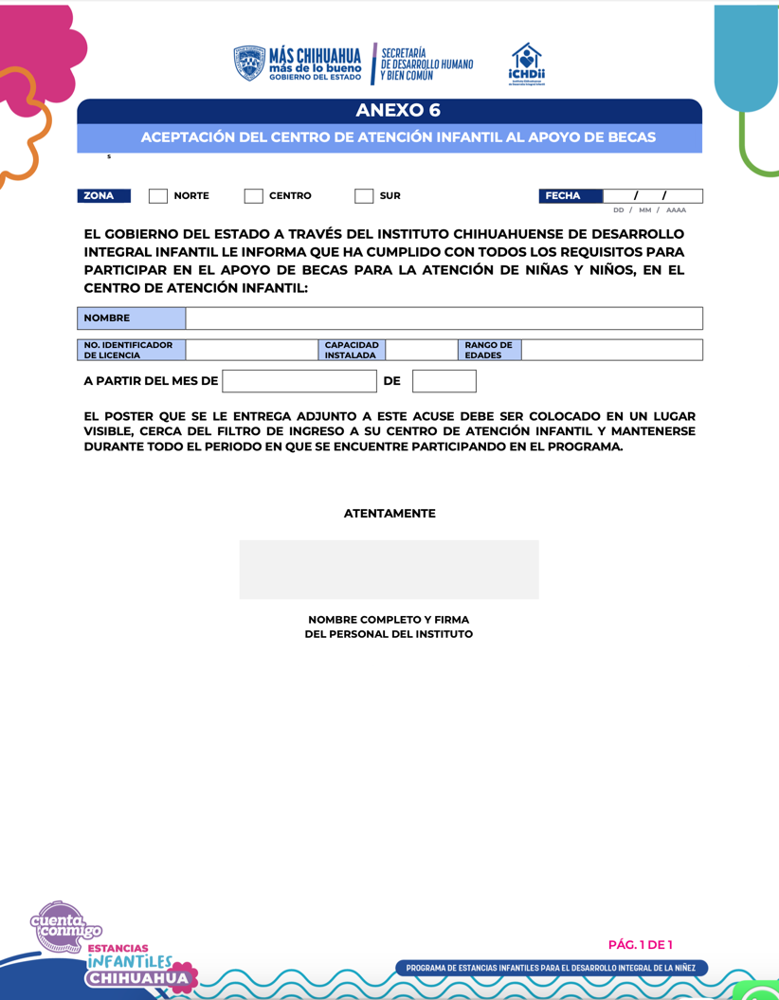 MÁS CHIHUAHUA
más de lo bueno
GOBIERNO DEL ESTADO
SECRETARÍA
DE DESARROLLO HUMANO
Y BIEN COMÚN
iCHDii
ANEXO 6
ACEPTACIÓN DEL CENTRO DE ATENCIÓN INFANTIL AL APOYO DE BECAS
s
ZONA NORTE CENTRO SUR FECHA / /
DD / MM / AAAA
EL GOBIERNO DEL ESTADO A TRAVÉS DEL INSTITUTO CHIHUAHUENSE DE DESARROLLO
INTEGRAL INFANTIL LE INFORMA QUE HA CUMPLIDO CON TODOS LOS REQUISITOS PARA
PARTICIPAR EN EL APOYO DE BECAS PARA LA ATENCIÓN DE NIÑAS Y NIÑOS, EN EL
CENTRO DE ATENCIÓN INFANTIL:
NOMBRE
NO. IDENTIFICADOR
DE LICENCIA
CAPACIDAD
INSTALADA
RANGO DE
EDADES
A PARTIR DEL MES DE DE
EL POSTER QUE SE LE ENTREGA ADJUNTO A ESTE ACUSE DEBE SER COLOCADO EN UN LUGAR
VISIBLE, CERCA DEL FILTRO DE INGRESO A SU CENTRO DE ATENCIÓN INFANTIL Y MANTENERSE
DURANTE TODO EL PERIODO EN QUE SE ENCUENTRE PARTICIPANDO EN EL PROGRAMA.
ATENTAMENTE
NOMBRE COMPLETO Y FIRMA
DEL PERSONAL DEL INSTITUTO
cuenta
conmigo
ESTANCIAS
iNFANTiLES
CHIHUAHUA
PÁG. 1 DE 1
PROGRAMA DE ESTANCIAS INFANTILES PARA EL DESARROLLO INTEGRAL DE LA NIÑEZ